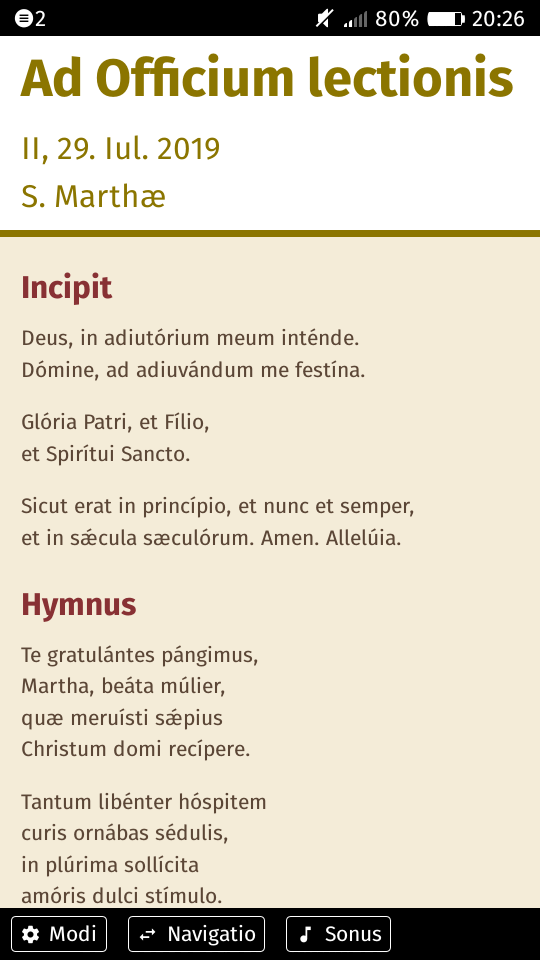 2 80% 20:26
Ad Officium lectionis
II, 29. Iul. 2019
S. Marthæ
Incipit
Deus, in adiutórium meum inténde.
Dómine, ad adiuvándum me festína.
Glória Patri, et Fílio,
et Spirítui Sancto.
Sicut erat in princípio, et nunc et semper,
et in sǽcula sæculórum. Amen. Allelúia.
Hymnus
Te gratulántes pángimus,
Martha, beáta múlier,
quæ meruísti sǽpius
Christum domi recípere.
Tantum libénter hóspitem
curis ornábas sédulis,
in plúrima sollícita
amóris dulci stímulo.
Modi Navigatio Sonus